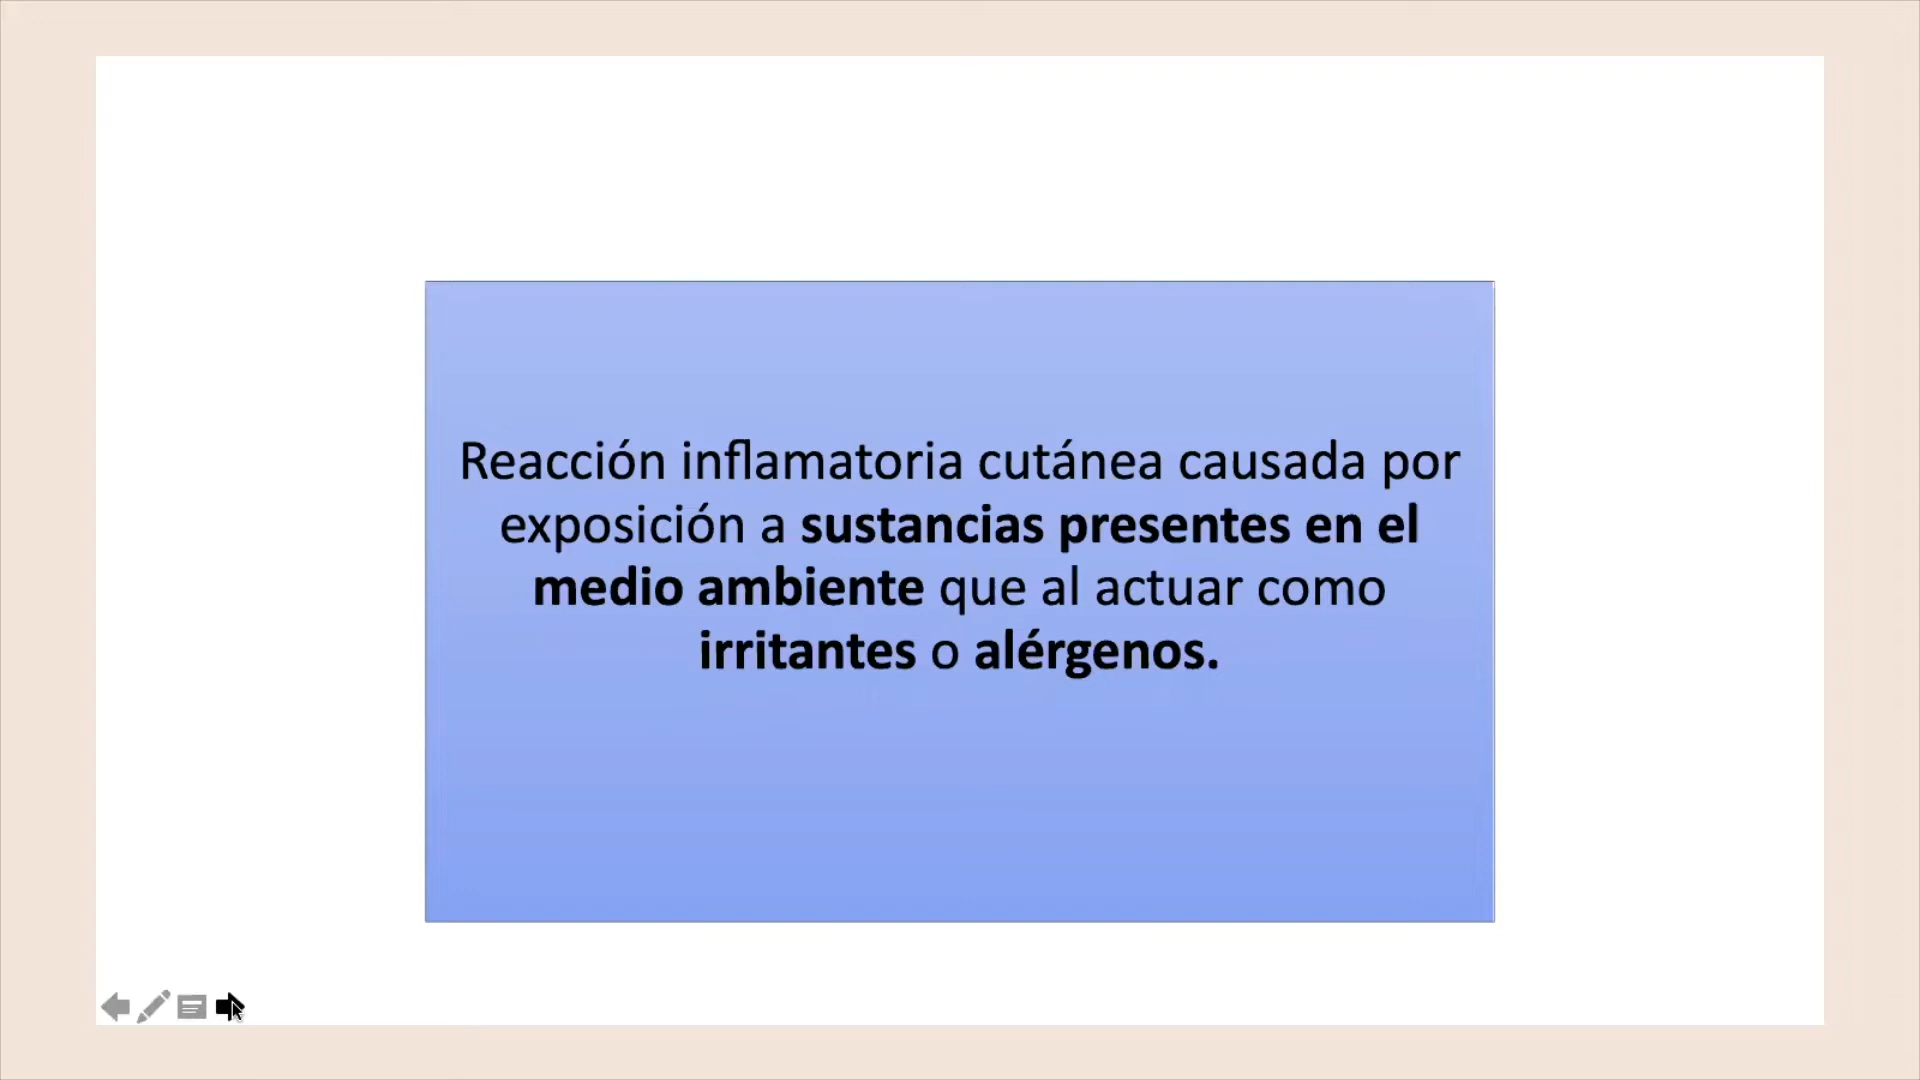 Reacción inflamatoria cutánea causada por
exposición a sustancias presentes en el
medio ambiente que al actuar como
irritantes o alérgenos.